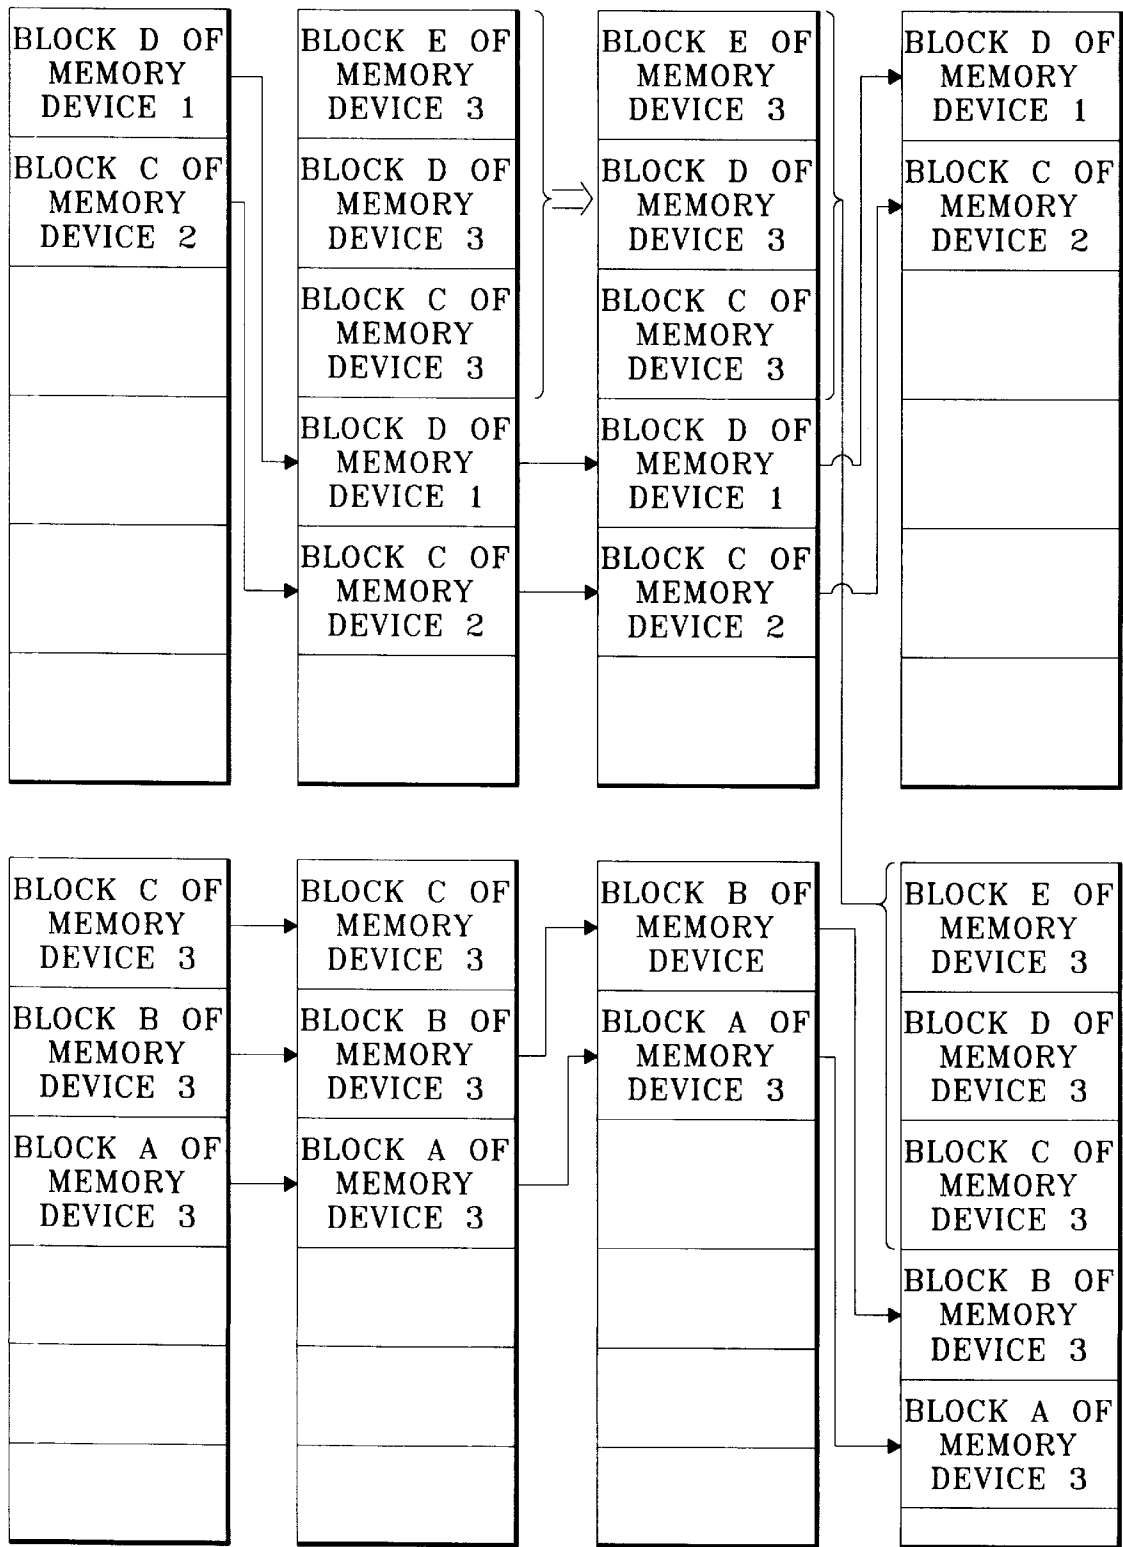 BLOCK D OF
MEMORY
DEVICE 1
BLOCK C OF
MEMORY
DEVICE 2
BLOCK E OF
MEMORY
DEVICE 3
BLOCK D OF
MEMORY
DEVICE 3
BLOCK C OF
MEMORY
DEVICE 3
BLOCK D OF
MEMORY
DEVICE 1
BLOCK C OF
MEMORY
DEVICE 2
BLOCK E OF
MEMORY
DEVICE 3
BLOCK D OF
MEMORY
DEVICE 3
BLOCK C OF
MEMORY
DEVICE 3
BLOCK D OF
MEMORY
DEVICE 1
BLOCK C OF
MEMORY
DEVICE 2
BLOCK D OF
MEMORY
DEVICE 1
BLOCK C OF
MEMORY
DEVICE 2
BLOCK C OF
MEMORY
DEVICE 3
BLOCK B OF
MEMORY
DEVICE 3
BLOCK A OF
MEMORY
DEVICE 3
BLOCK C OF
MEMORY
DEVICE 3
BLOCK B OF
MEMORY
DEVICE 3
BLOCK A OF
MEMORY
DEVICE 3
BLOCK B OF
MEMORY
DEVICE
BLOCK A OF
MEMORY
DEVICE 3
BLOCK E OF
MEMORY
DEVICE 3
BLOCK D OF
MEMORY
DEVICE 3
BLOCK C OF
MEMORY
DEVICE 3
BLOCK B OF
MEMORY
DEVICE 3
BLOCK A OF
MEMORY
DEVICE 3